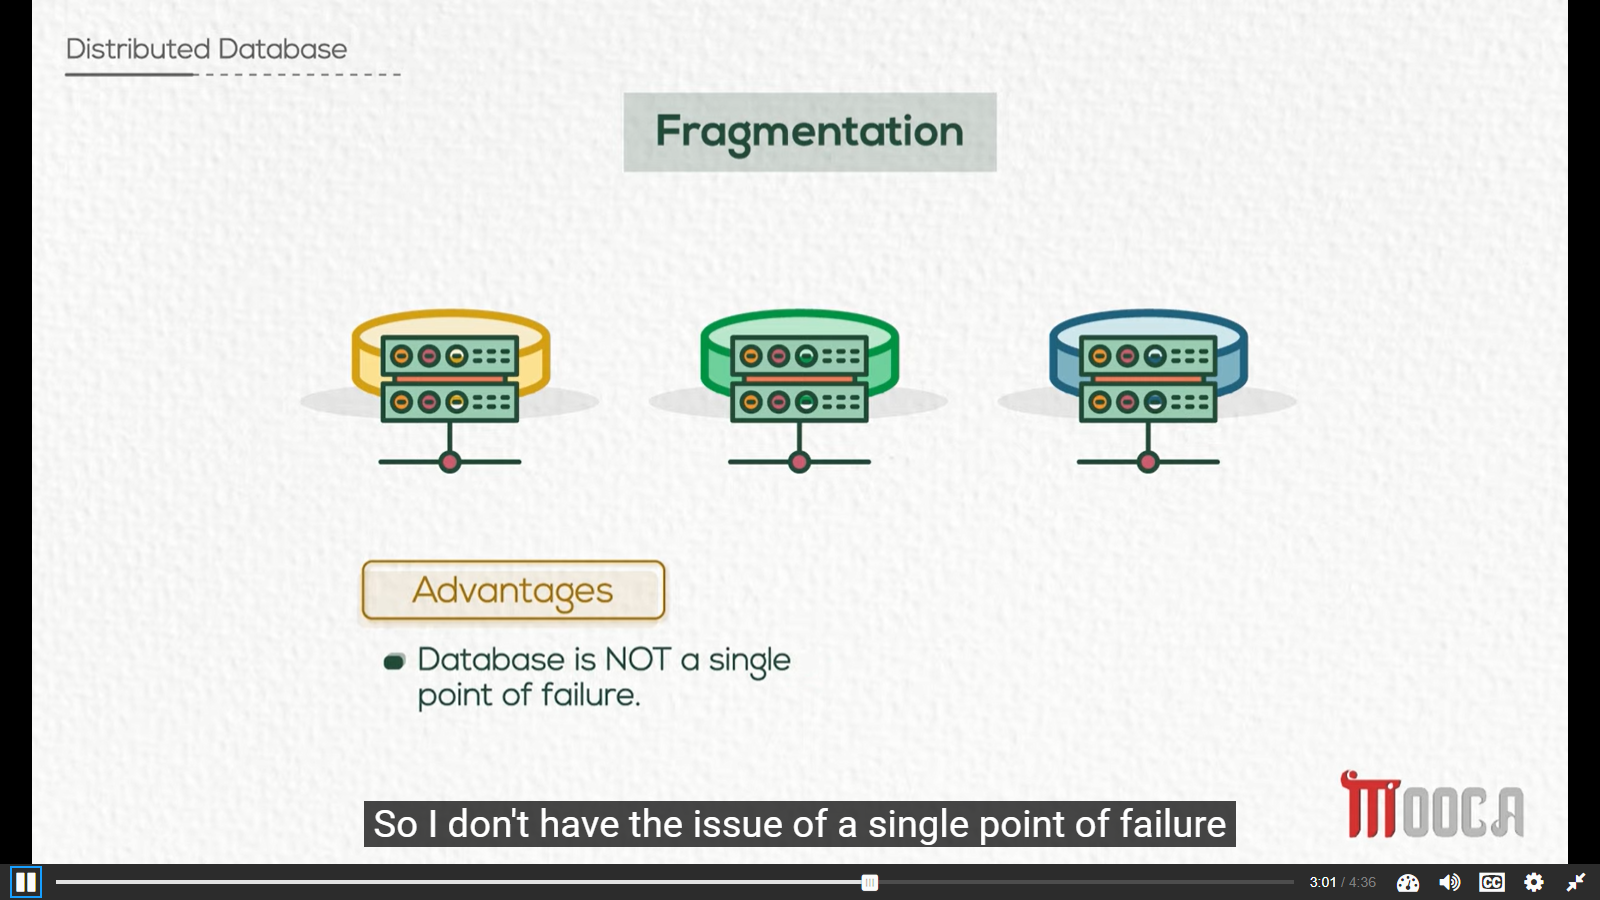 Distributed Database
Fragmentation
Advantages
Database is NOT a single
point of failure.
MOOCA
So I don't have the issue of a single point of failure
3:01 / 4:36
CC